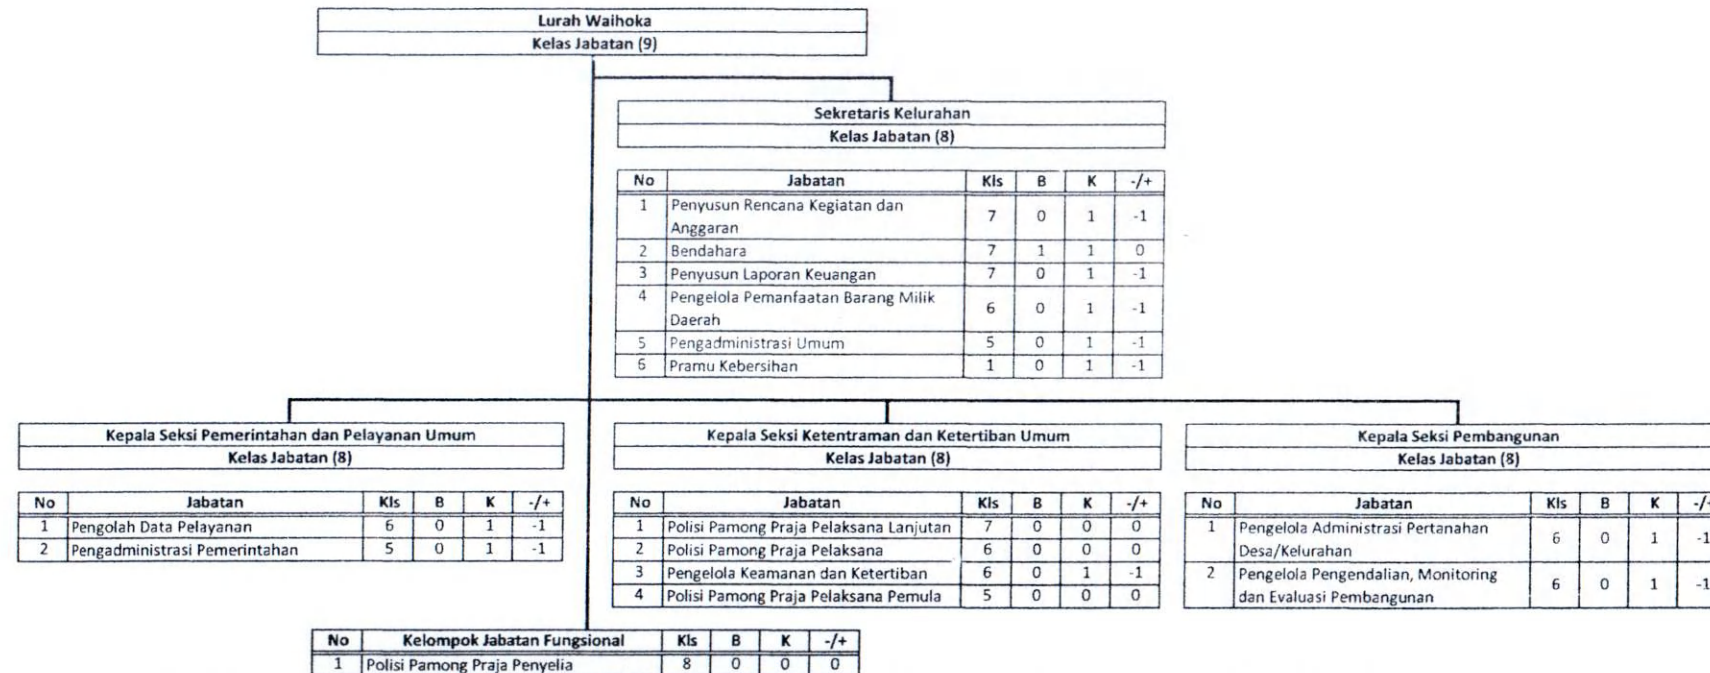 Lurah Waihoka
Kelas Jabatan (9)
Sekretaris Kelurahan
Kelas Jabatan (8)
No Jabatan Kls B K -/+
1 Penyusun Rencana Kegiatan dan
Anggaran 7 0 1 -1
2 Bendahara 7 1 1 0
3 Penyusun Laporan Keuangan 7 0 1 -1
4 Pengelola Pemanfaatan Barang Milik
Daerah 6 0 1 -1
5 Pengadministrasi Umum 5 0 1 -1
6 Pramu Kebersihan 1 0 1 -1
Kepala Seksi Pemerintahan dan Pelayanan Umum
Kelas Jabatan (8)
No Jabatan Kls B K -/+
1 Pengolah Data Pelayanan 6 0 1 -1
2 Pengadministrasi Pemerintahan 5 0 1 -1
Kepala Seksi Ketentraman dan Ketertiban Umum
Kelas Jabatan (8)
No Jabatan Kls B K -/+
1 Polisi Pamong Praja Pelaksana Lanjutan 7 0 0 0
2 Polisi Pamong Praja Pelaksana 6 0 0 0
3 Pengelola Keamanan dan Ketertiban 6 0 1 -1
4 Polisi Pamong Praja Pelaksana Pemula 5 0 0 0
Kepala Seksi Pembangunan
Kelas Jabatan (8)
No Jabatan Kls B K -/+
1 Pengelola Administrasi Pertanahan
Desa/Kelurahan 6 0 1 -1
2 Pengelola Pengendalian, Monitoring
dan Evaluasi Pembangunan 6 0 1 -1
No Kelompok Jabatan Fungsional Kls B K -/+
1 Polisi Pamong Praja Penyelia 8 0 0 0